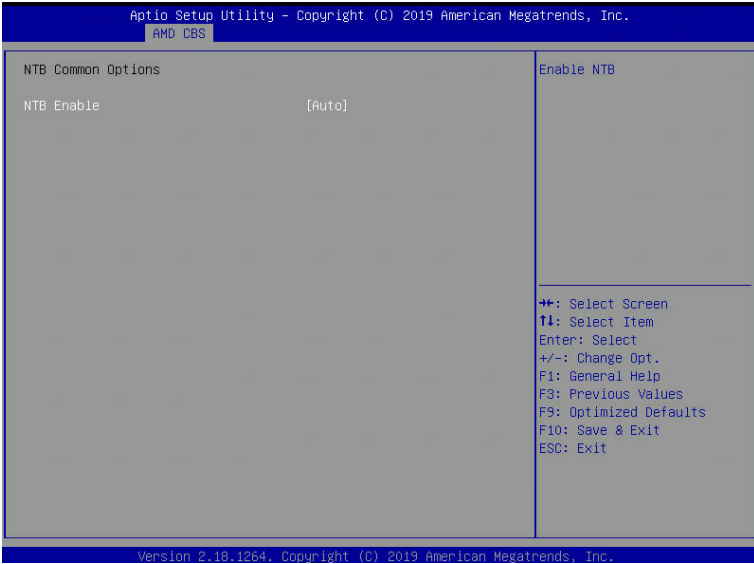 Aptio Setup Utility – Copyright (C) 2019 American Megatrends, Inc.
AMD CBS
NTB Common Options
NTB Enable [Auto]
Enable NTB
→←: Select Screen
↑↓: Select Item
Enter: Select
+/-: Change Opt.
F1: General Help
F3: Previous Values
F9: Optimized Defaults
F10: Save & Exit
ESC: Exit
Version 2.18.1264. Copyright (C) 2019 American Megatrends, Inc.